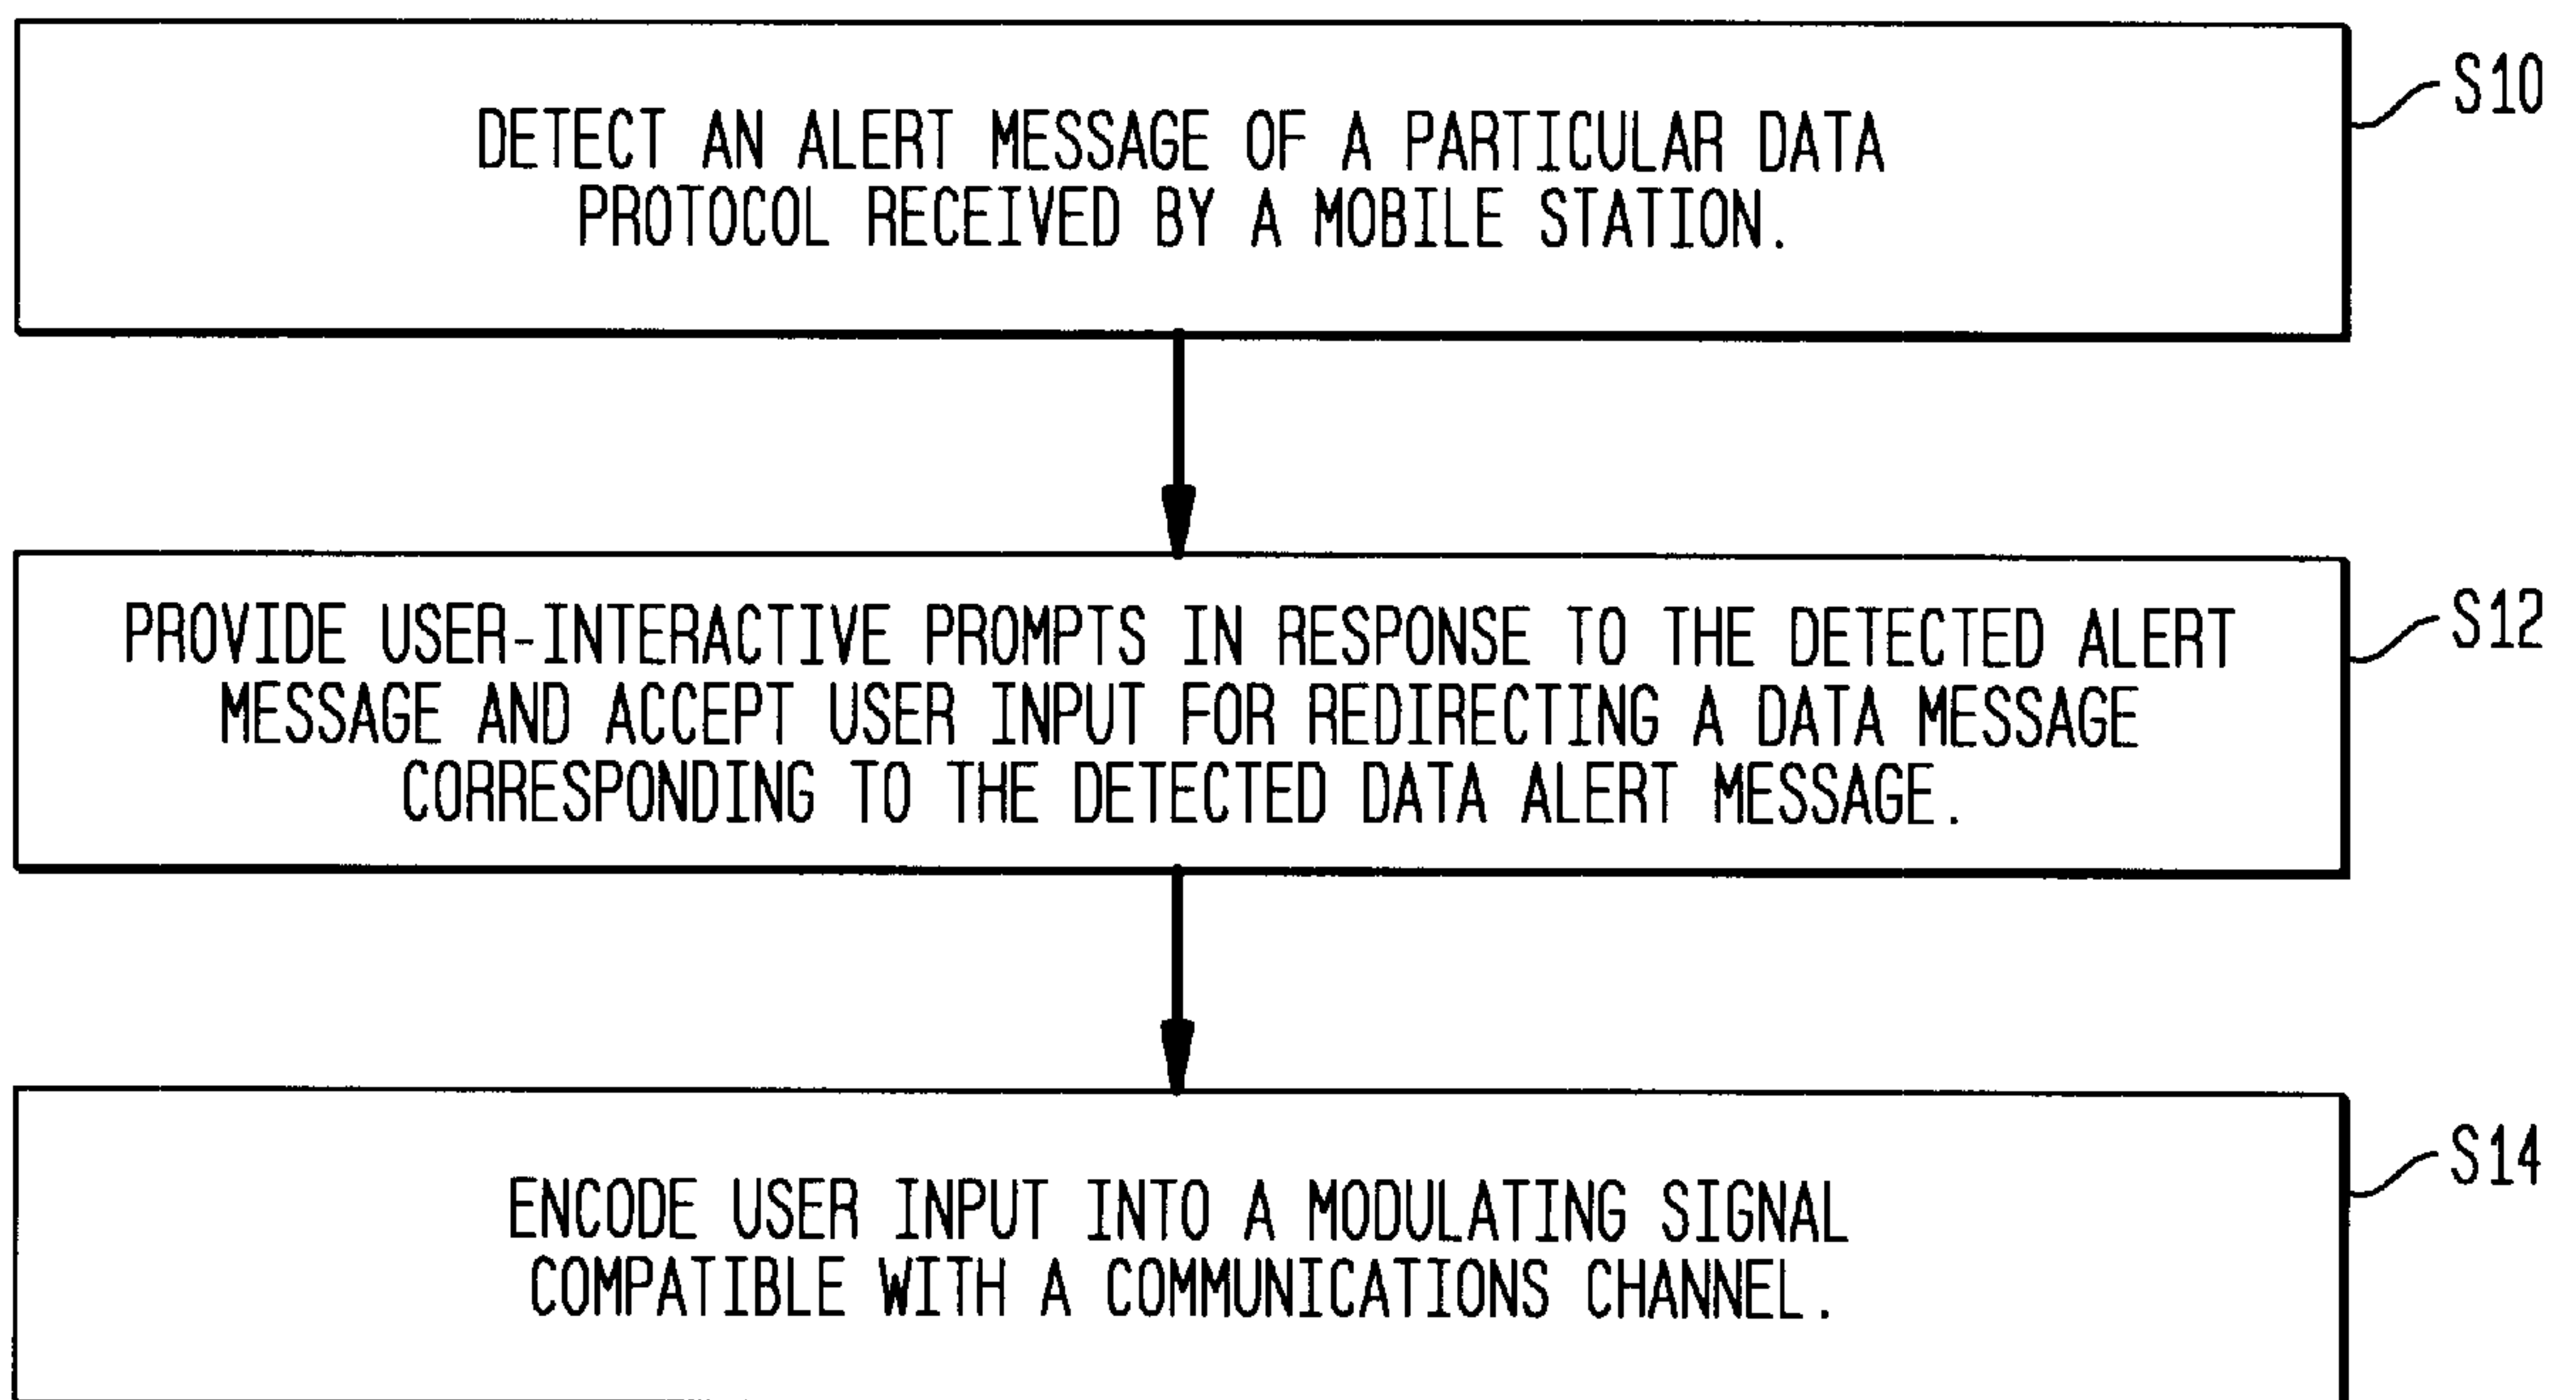 DETECT AN ALERT MESSAGE OF A PARTICULAR DATA
PROTOCOL RECEIVED BY A MOBILE STATION.
S10
PROVIDE USER-INTERACTIVE PROMPTS IN RESPONSE TO THE DETECTED ALERT
MESSAGE AND ACCEPT USER INPUT FOR REDIRECTING A DATA MESSAGE
CORRESPONDING TO THE DETECTED DATA ALERT MESSAGE.
S12
ENCODE USER INPUT INTO A MODULATING SIGNAL
COMPATIBLE WITH A COMMUNICATIONS CHANNEL.
S14